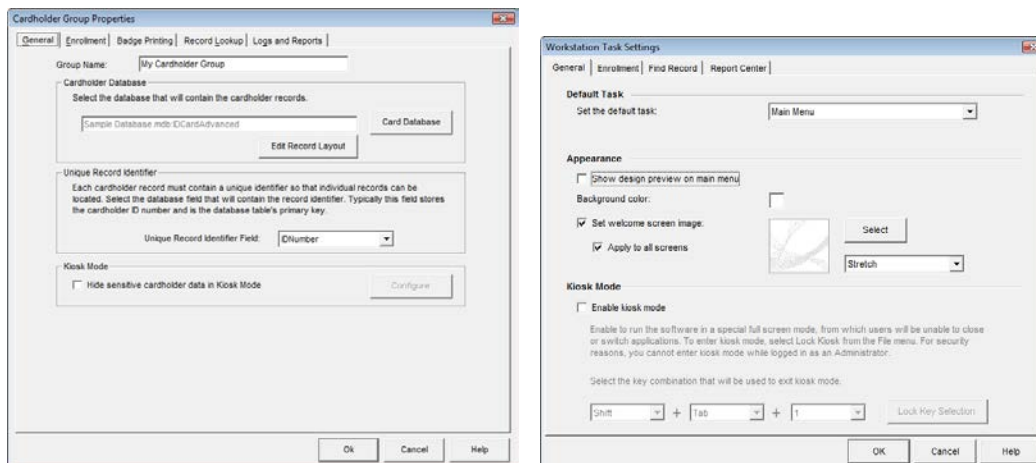 Cardholder Group Properties
General Enrollment Badge Printing Record Lookup Logs and Reports
Group Name: My Cardholder Group
Cardholder Database
Select the database that will contain the cardholder records.
Sample Database.mdb:IDCardAdvanced
Card Database
Edit Record Layout
Unique Record Identifier
Each cardholder record must contain a unique identifier so that individual records can be
located. Select the database field that will contain the record identifier. Typically this field stores
the cardholder ID number and is the database table's primary key.
Unique Record Identifier Field: IDNumber
Kiosk Mode
Hide sensitive cardholder data in Kiosk Mode
Configure
Ok Cancel Help
Workstation Task Settings
General Enrollment Find Record Report Center
Default Task
Set the default task: Main Menu
Appearance
Show design preview on main menu
Background color:
Set welcome screen image:
Select
Apply to all screens
Stretch
Kiosk Mode
Enable kiosk mode
Enable to run the software in a special full screen mode, from which users will be unable to close
or switch applications. To enter kiosk mode, select Lock Kiosk from the File menu. For security
reasons, you cannot enter kiosk mode while logged in as an Administrator.
Select the key combination that will be used to exit kiosk mode.
Shift + Tab + 1
Lock Key Selection
OK Cancel Help